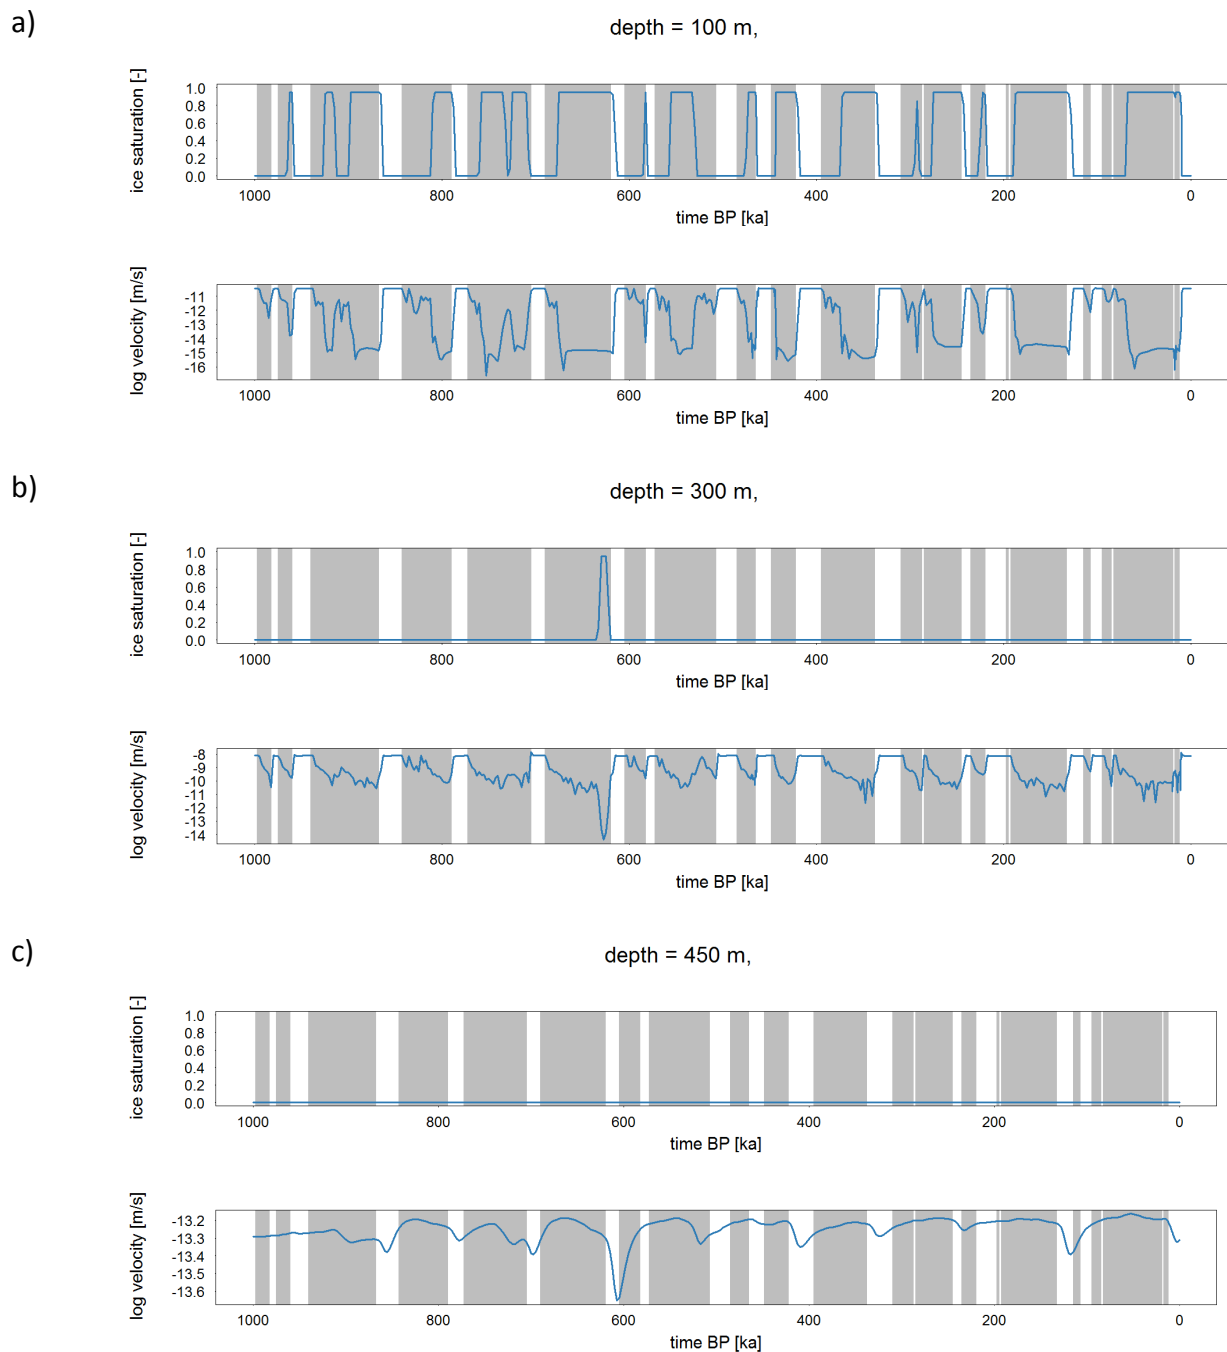 a)
depth = 100 m,
ice saturation [-]
1.0
0.8
0.6
0.4
0.2
0.0
1000 800 600 400 200 0
time BP [ka]
log velocity [m/s]
-11
-12
-13
-14
-15
-16
1000 800 600 400 200 0
time BP [ka]
b)
depth = 300 m,
ice saturation [-]
1.0
0.8
0.6
0.4
0.2
0.0
1000 800 600 400 200 0
time BP [ka]
log velocity [m/s]
-8
-9
-10
-11
-12
-13
-14
1000 800 600 400 200 0
time BP [ka]
c)
depth = 450 m,
ice saturation [-]
1.0
0.8
0.6
0.4
0.2
0.0
1000 800 600 400 200 0
time BP [ka]
log velocity [m/s]
-13.2
-13.3
-13.4
-13.5
-13.6
1000 800 600 400 200 0
time BP [ka]